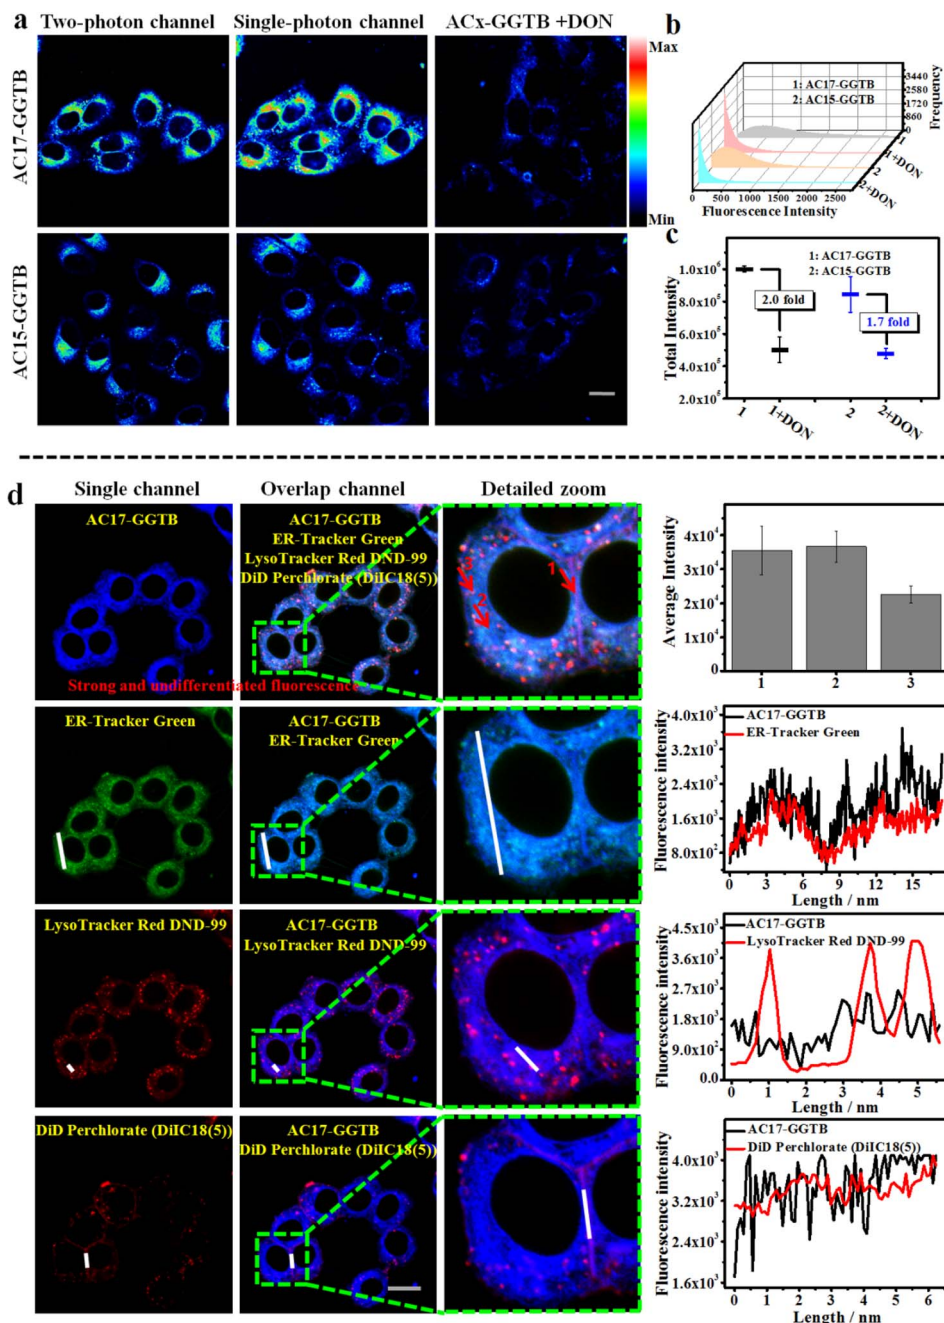 a
Two-photon channel
Single-photon channel
ACx-GGTB +DON
AC17-GGTB
AC15-GGTB
Max
Min
b
1: AC17-GGTB
2: AC15-GGTB
3440
2580
1720
860
0
Frequency
1
1+DON
2
2+DON
0 500 1000 1500 2000 2500
Fluorescence Intensity
c
1: AC17-GGTB
2: AC15-GGTB
Total Intensity
1.0x10⁶
8.0x10⁵
6.0x10⁵
4.0x10⁵
2.0x10⁵
2.0 fold
1.7 fold
1
1+DON
2
2+DON
d
Single channel
Overlap channel
Detailed zoom
AC17-GGTB
AC17-GGTB
ER-Tracker Green
LysoTracker Red DND-99
DiD Perchlorate (DiIC18(5))
Strong and undifferentiated fluorescence
1
2
3
Average Intensity
4x10⁴
3x10⁴
2x10⁴
1x10⁴
0
1 2 3
ER-Tracker Green
AC17-GGTB
ER-Tracker Green
Fluorescence intensity
4.0x10³
3.2x10³
2.4x10³
1.6x10³
8.0x10²
AC17-GGTB
ER-Tracker Green
0 3 6 9 12 15
Length / nm
LysoTracker Red DND-99
AC17-GGTB
LysoTracker Red DND-99
Fluorescence intensity
4.5x10³
3.6x10³
2.7x10³
1.8x10³
9.0x10²
0.0
AC17-GGTB
LysoTracker Red DND-99
0 1 2 3 4 5
Length / nm
DiD Perchlorate (DiIC18(5))
AC17-GGTB
DiD Perchlorate (DiIC18(5))
Fluorescence intensity
4.0x10³
3.2x10³
2.4x10³
1.6x10³
AC17-GGTB
DiD Perchlorate (DiIC18(5))
0 1 2 3 4 5 6
Length / nm